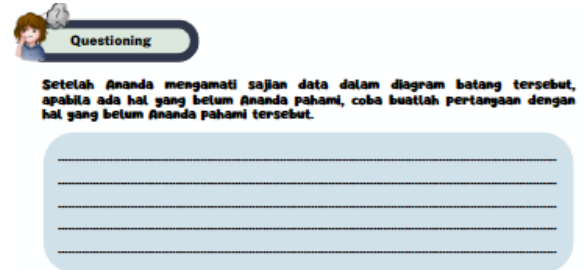 Questioning
Setelah Ananda mengamati sajian data dalam diagram batang tersebut,
apabila ada hal yang belum Ananda pahami, coba buatlah pertanyaan dengan
hal yang belum Ananda pahami tersebut.